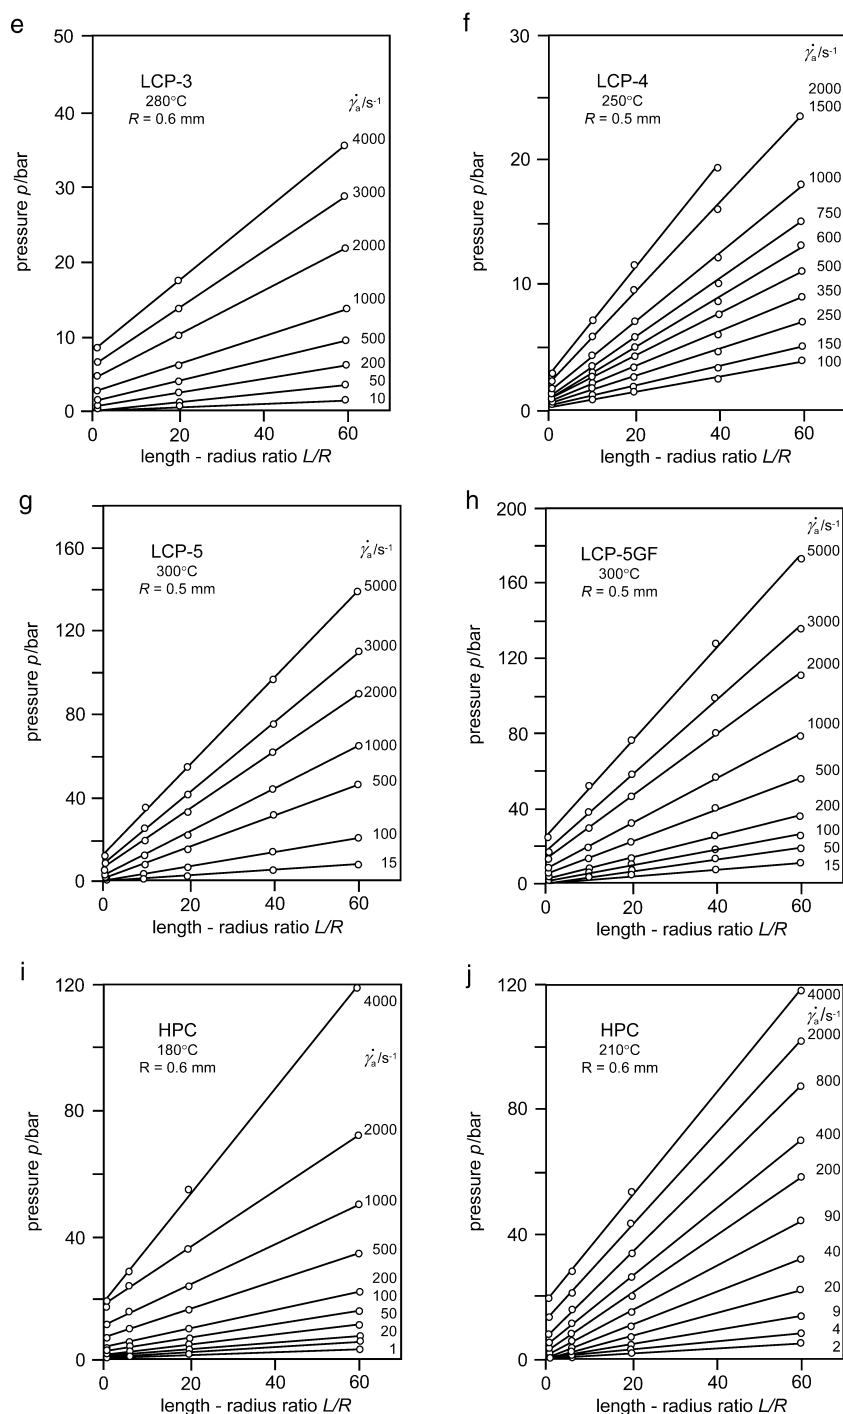 e
LCP-3
280°C
R = 0.6 mm
γ̇a/s-1
50
40
30
20
10
0
4000
3000
2000
1000
500
200
50
10
0 20 40 60
pressure p/bar
length - radius ratio L/R
f
LCP-4
250°C
R = 0.5 mm
γ̇a/s-1
30
20
10
0
2000
1500
1000
750
600
500
350
250
150
100
0 20 40 60
pressure p/bar
length - radius ratio L/R
g
LCP-5
300°C
R = 0.5 mm
γ̇a/s-1
160
120
80
40
0
5000
3000
2000
1000
500
100
15
0 20 40 60
pressure p/bar
length - radius ratio L/R
h
LCP-5GF
300°C
R = 0.5 mm
γ̇a/s-1
200
160
120
80
40
0
5000
3000
2000
1000
500
200
100
50
15
0 20 40 60
pressure p/bar
length - radius ratio L/R
i
HPC
180°C
R = 0.6 mm
120
80
40
0
4000
γ̇a/s-1
2000
1000
500
200
100
50
20
1
0 20 40 60
pressure p/bar
length - radius ratio L/R
j
HPC
210°C
R = 0.6 mm
120
80
40
0
4000
γ̇a/s-1
2000
800
400
200
90
40
20
9
4
2
0 20 40 60
pressure p/bar
length - radius ratio L/R